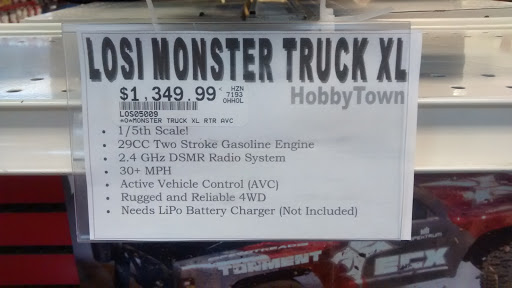 LOSI MONSTER TRUCK XL
$1,349.99
HZN
7193
OHHOL
HobbyTown
LOS05009
*O*MONSTER TRUCK XL RTR AVC
• 1/5th Scale!
• 29CC Two Stroke Gasoline Engine
• 2.4 GHz DSMR Radio System
• 30+ MPH
• Active Vehicle Control (AVC)
• Rugged and Reliable 4WD
• Needs LiPo Battery Charger (Not Included)
TORMENT
ECX